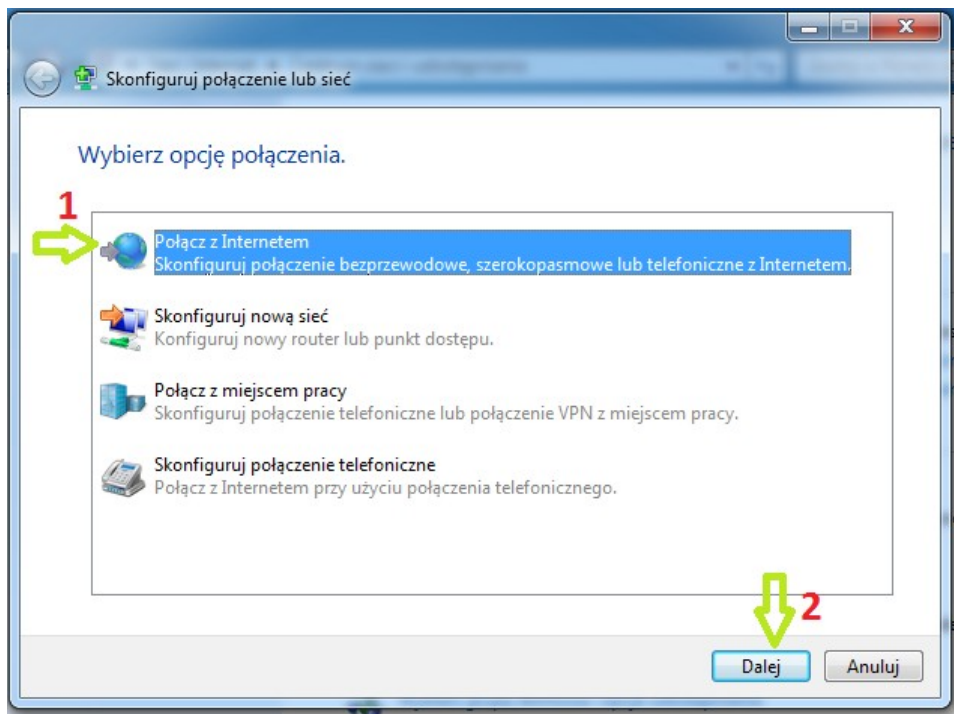 Skonfiguruj połączenie lub sieć
Wybierz opcję połączenia.
1
Połącz z Internetem
Skonfiguruj połączenie bezprzewodowe, szerokopasmowe lub telefoniczne z Internetem.
Skonfiguruj nową sieć
Konfiguruj nowy router lub punkt dostępu.
Połącz z miejscem pracy
Skonfiguruj połączenie telefoniczne lub połączenie VPN z miejscem pracy.
Skonfiguruj połączenie telefoniczne
Połącz z Internetem przy użyciu połączenia telefonicznego.
2
Dalej Anuluj